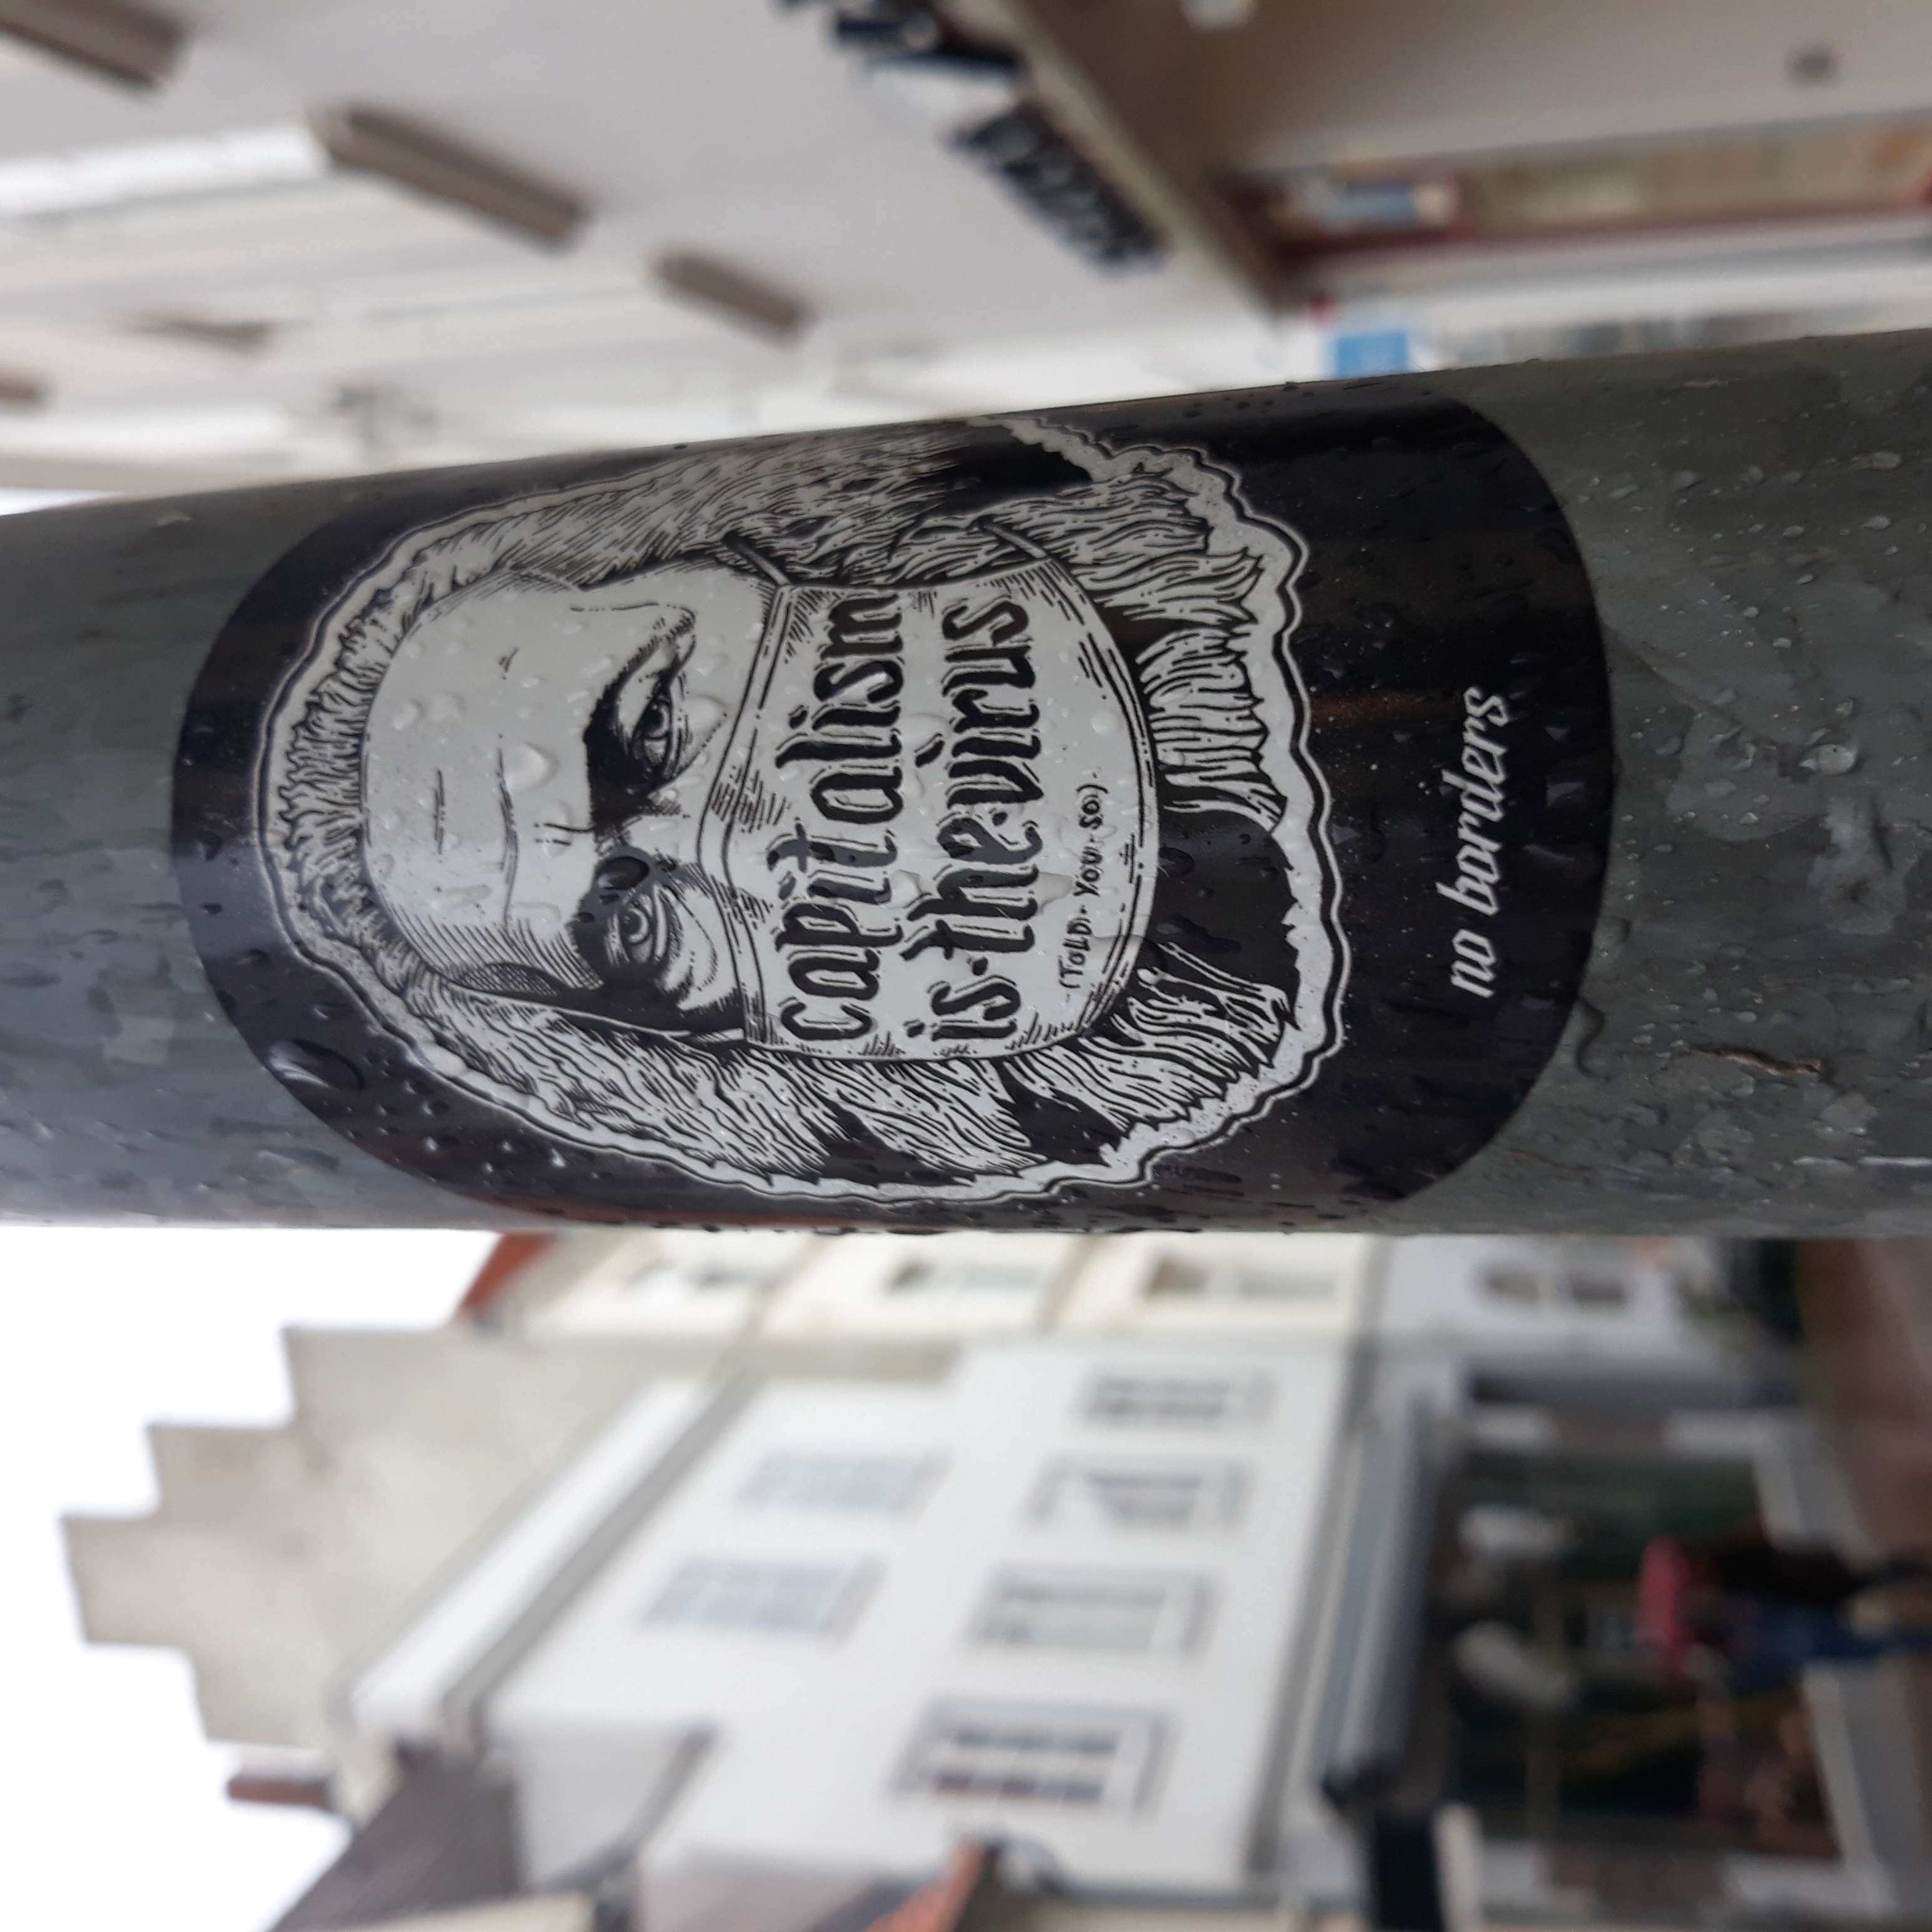 capitalism
is·the·virus
(TOLD· YOU· SO!)
no borders